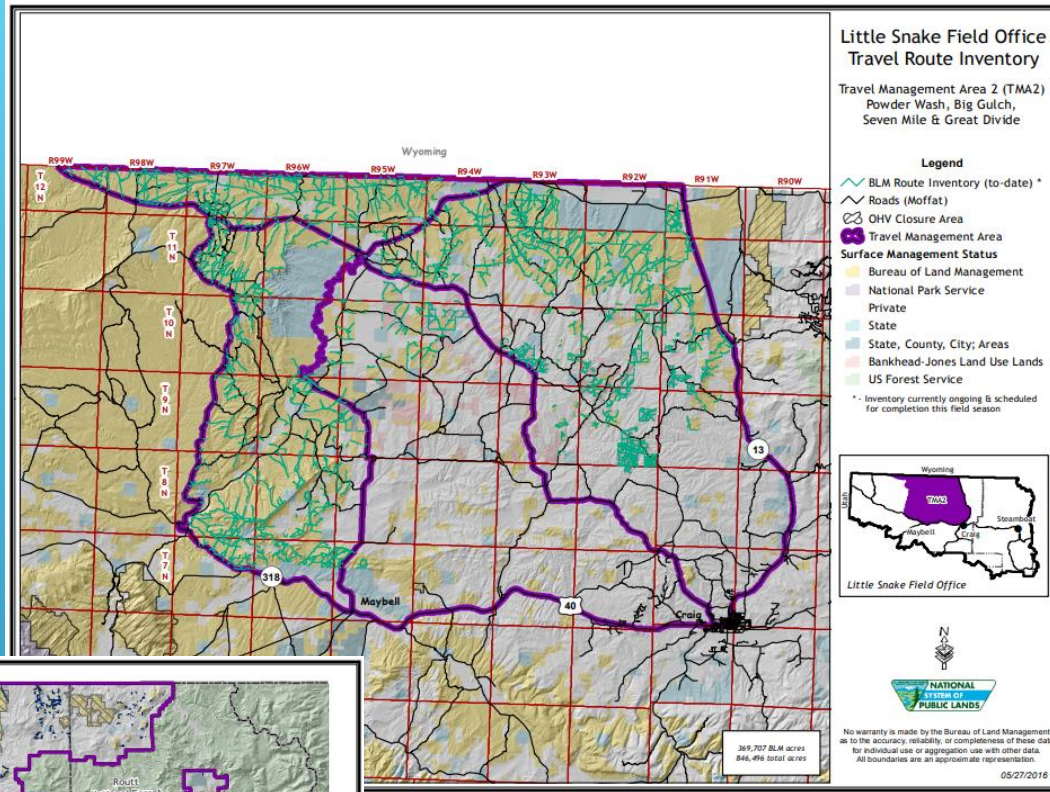 Little Snake Field Office
Travel Route Inventory
Travel Management Area 2 (TMA2)
Powder Wash, Big Gulch,
Seven Mile & Great Divide
Legend
BLM Route Inventory (to-date) *
Roads (Moffat)
OHV Closure Area
Travel Management Area
Surface Management Status
Bureau of Land Management
National Park Service
Private
State
State, County, City; Areas
Bankhead-Jones Land Use Lands
US Forest Service
* - Inventory currently ongoing & scheduled
for completion this field season
Wyoming
R99W R98W R97W R96W R95W R94W R93W R92W R91W R90W
T
12
N
T
11
N
T
10
N
T
9
N
T
8
N
T
7
N
13
318
Maybell
40
Craig
Wyoming
Utah
TMA2
Maybell
Craig
Steamboat
Little Snake Field Office
N
NATIONAL
SYSTEM OF
PUBLIC LANDS
369,707 BLM acres
846,496 total acres
No warranty is made by the Bureau of Land Management
as to the accuracy, reliability, or completeness of these data
for individual use or aggregation use with other data.
All boundaries are an approximate representation.
05/27/2016
Routt